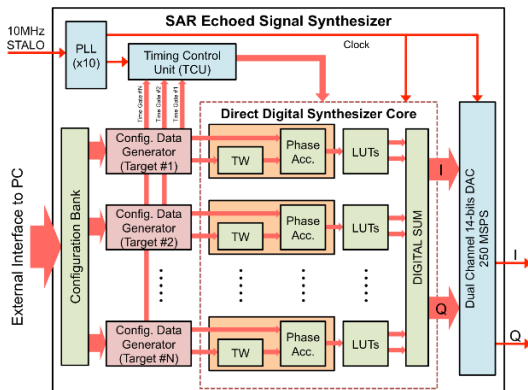 SAR Echoed Signal Synthesizer
10MHz
STALO
PLL
(x10)
Timing Control
Unit (TCU)
Clock
Time Gate #N
Time Gate #2
Time Gate #1
Direct Digital Synthesizer Core
External Interface to PC
Configuration Bank
Config. Data
Generator
(Target #1)
TW
Phase
Acc.
LUTs
Config. Data
Generator
(Target #2)
TW
Phase
Acc.
LUTs
Config. Data
Generator
(Target #N)
TW
Phase
Acc.
LUTs
DIGITAL SUM
I
Q
Dual Channel 14-bits DAC
250 MSPS
I
Q